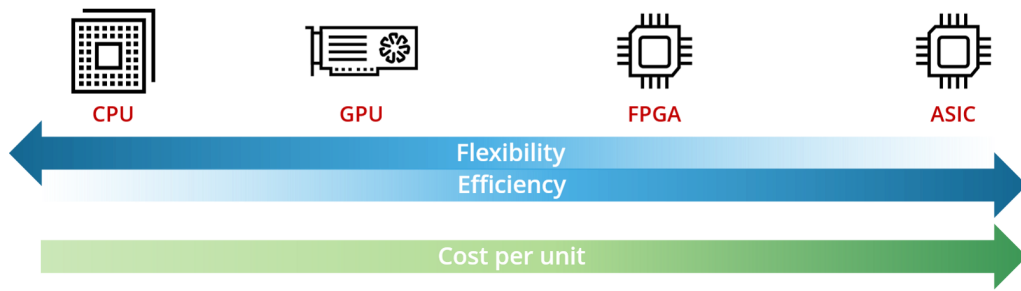 CPU
GPU
FPGA
ASIC
Flexibility
Efficiency
Cost per unit